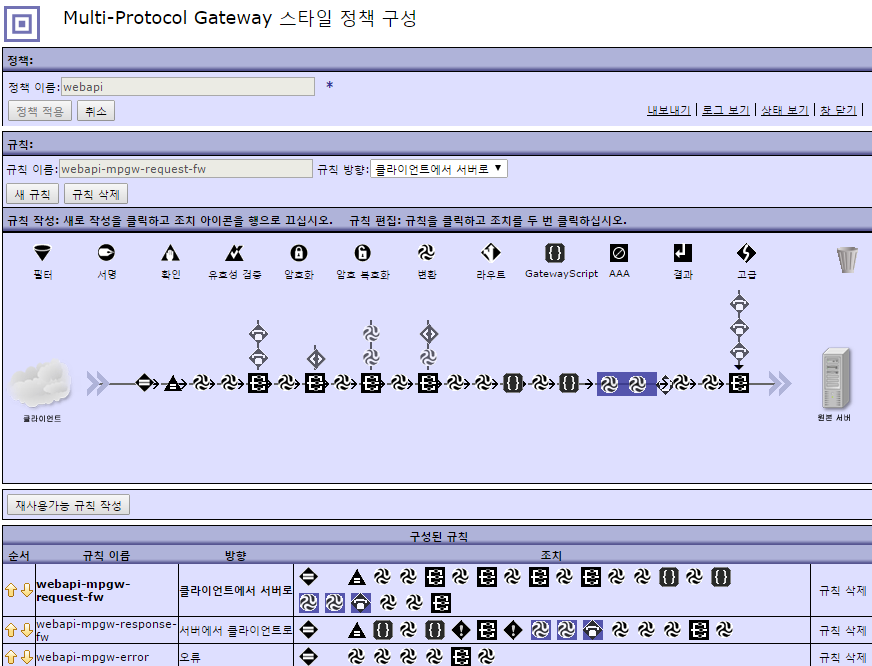 Multi-Protocol Gateway 스타일 정책 구성
정책:
정책 이름: webapi *
정책 적용 취소 내보내기 | 로그 보기 | 상태 보기 | 창 닫기 |
규칙:
규칙 이름: webapi-mpgw-request-fw 규칙 방향: 클라이언트에서 서버로
새 규칙 규칙 삭제
규칙 작성: 새로 작성을 클릭하고 조치 아이콘을 행으로 끄십시오. 규칙 편집: 규칙을 클릭하고 조치를 두 번 클릭하십시오.
필터 서명 확인 유효성 검증 암호화 암호 복호화 변환 라우트 GatewayScript AAA 결과 고급
클라이언트 원본 서버
재사용가능 규칙 작성
구성된 규칙
순서 규칙 이름 방향 조치
webapi-mpgw-request-fw 클라이언트에서 서버로 규칙 삭제
webapi-mpgw-response-fw 서버에서 클라이언트로 규칙 삭제
webapi-mpgw-error 오류 규칙 삭제